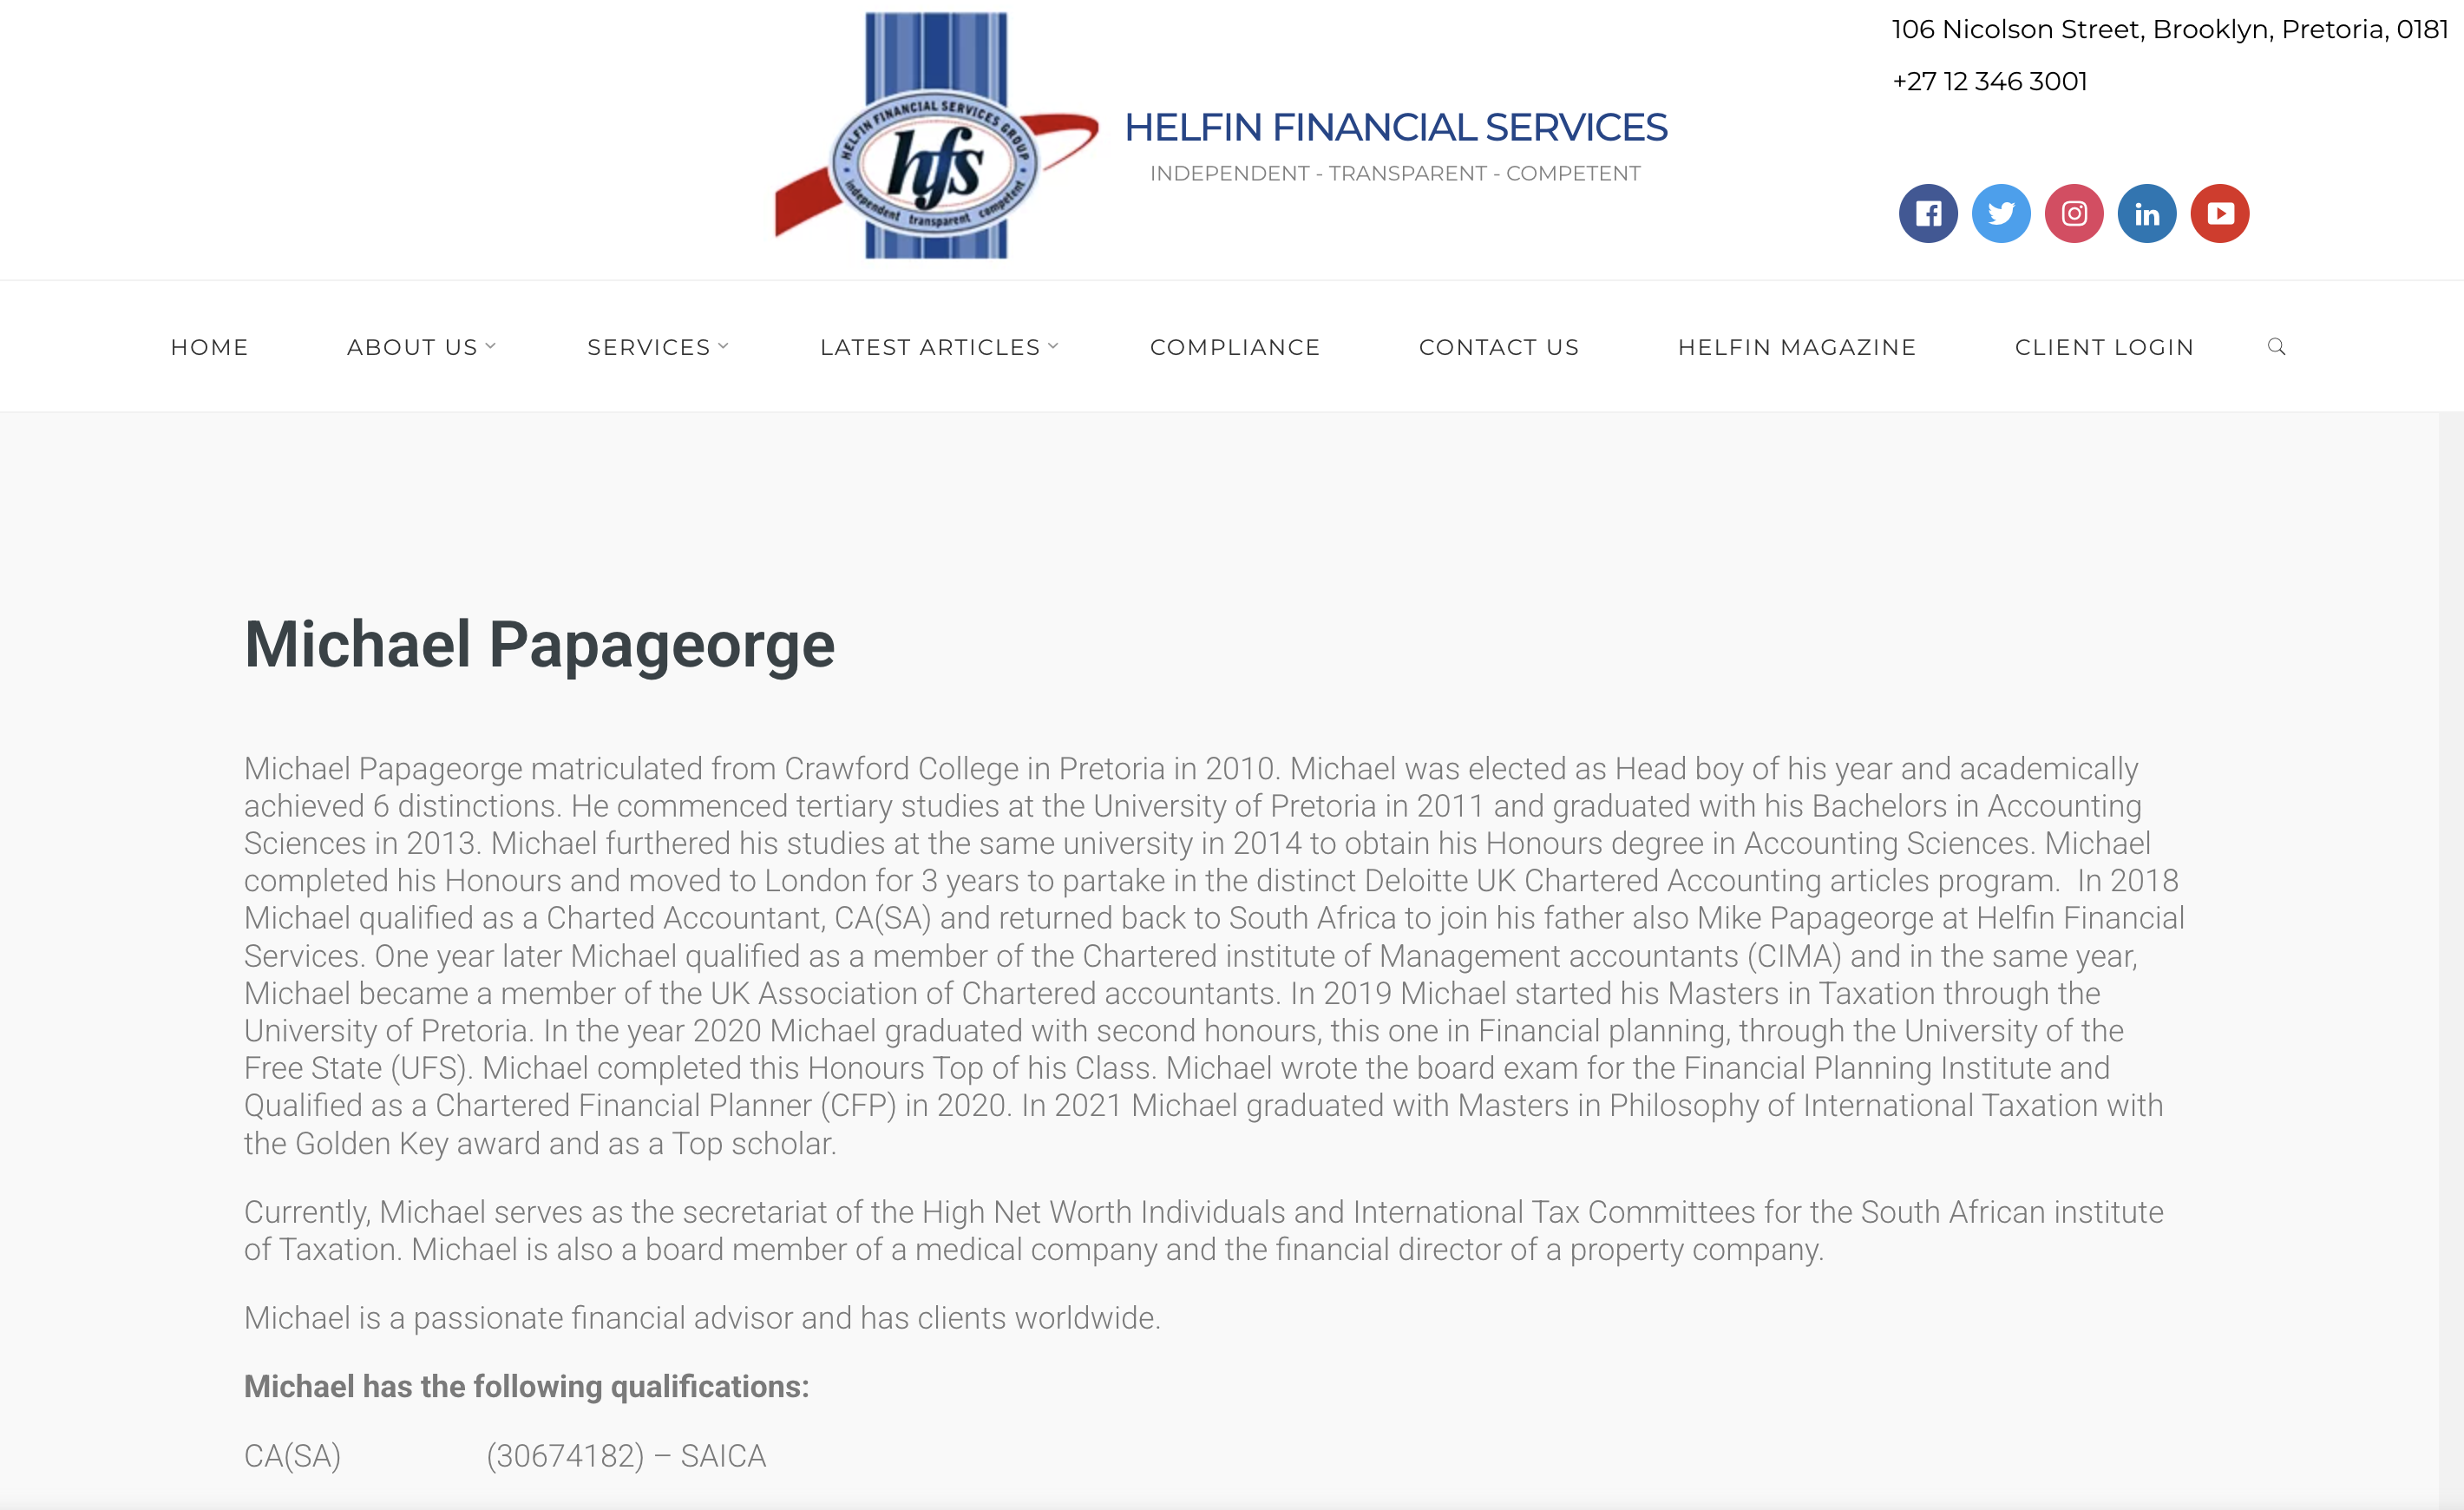 HELFIN FINANCIAL SERVICES GROUP
hfs
independent transparent competent
HELFIN FINANCIAL SERVICES
INDEPENDENT - TRANSPARENT - COMPETENT
106 Nicolson Street, Brooklyn, Pretoria, 0181
+27 12 346 3001
HOME ABOUT US SERVICES LATEST ARTICLES COMPLIANCE CONTACT US HELFIN MAGAZINE CLIENT LOGIN
Michael Papageorge
Michael Papageorge matriculated from Crawford College in Pretoria in 2010. Michael was elected as Head boy of his year and academically
achieved 6 distinctions. He commenced tertiary studies at the University of Pretoria in 2011 and graduated with his Bachelors in Accounting
Sciences in 2013. Michael furthered his studies at the same university in 2014 to obtain his Honours degree in Accounting Sciences. Michael
completed his Honours and moved to London for 3 years to partake in the distinct Deloitte UK Chartered Accounting articles program.  In 2018
Michael qualified as a Charted Accountant, CA(SA) and returned back to South Africa to join his father also Mike Papageorge at Helfin Financial
Services. One year later Michael qualified as a member of the Chartered institute of Management accountants (CIMA) and in the same year,
Michael became a member of the UK Association of Chartered accountants. In 2019 Michael started his Masters in Taxation through the
University of Pretoria. In the year 2020 Michael graduated with second honours, this one in Financial planning, through the University of the
Free State (UFS). Michael completed this Honours Top of his Class. Michael wrote the board exam for the Financial Planning Institute and
Qualified as a Chartered Financial Planner (CFP) in 2020. In 2021 Michael graduated with Masters in Philosophy of International Taxation with
the Golden Key award and as a Top scholar.
Currently, Michael serves as the secretariat of the High Net Worth Individuals and International Tax Committees for the South African institute
of Taxation. Michael is also a board member of a medical company and the financial director of a property company.
Michael is a passionate financial advisor and has clients worldwide.
Michael has the following qualifications:
CA(SA) (30674182) – SAICA